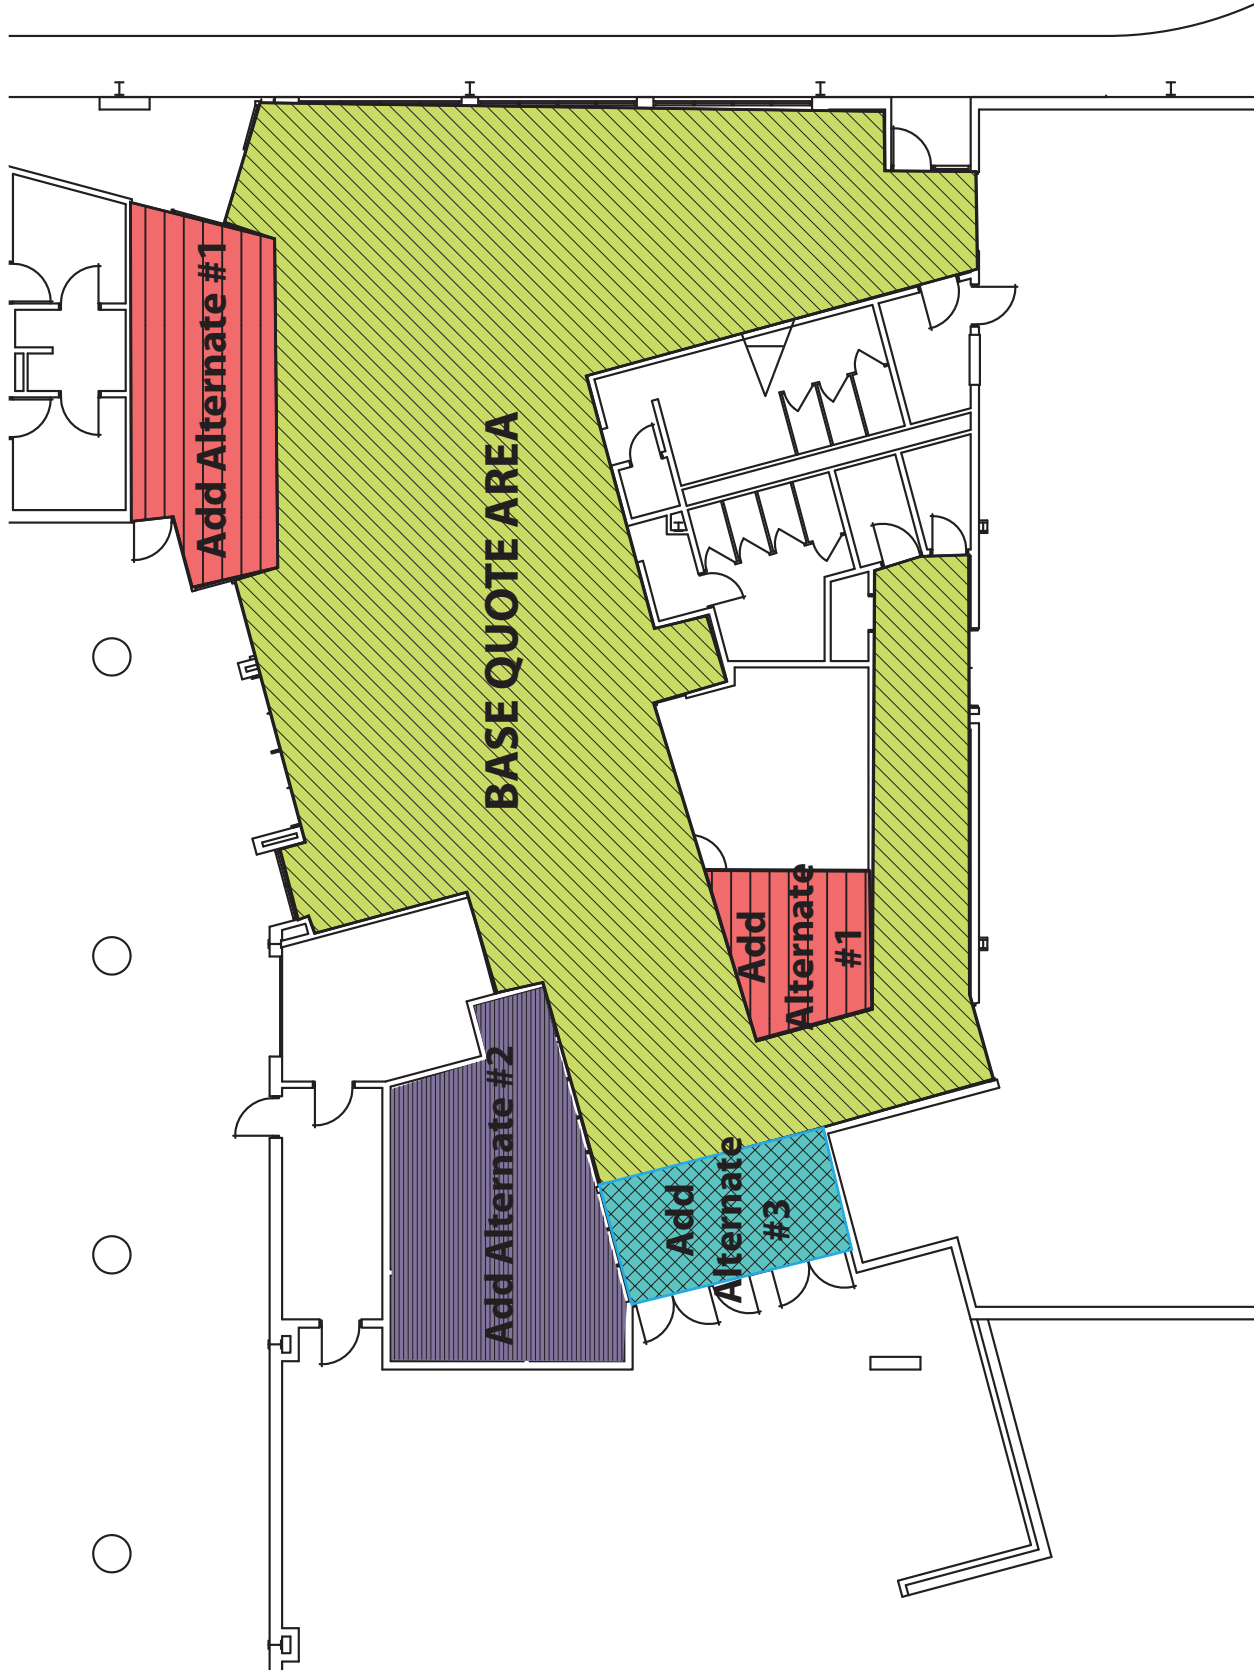 Add Alternate #1
BASE QUOTE AREA
Add
Alternate
#1
Add Alternate #2
Add
Alternate
#3